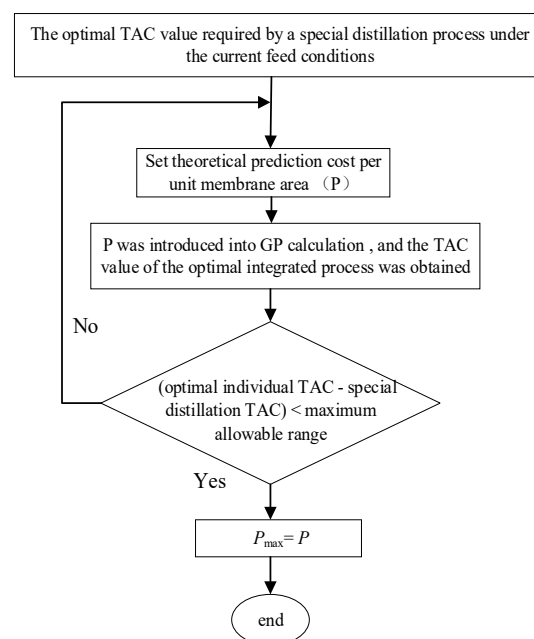 The optimal TAC value required by a special distillation process under
the current feed conditions
Set theoretical prediction cost per
unit membrane area （P）
P was introduced into GP calculation , and the TAC
value of the optimal integrated process was obtained
No
(optimal individual TAC - special
distillation TAC) < maximum
allowable range
Yes
Pmax= P
end